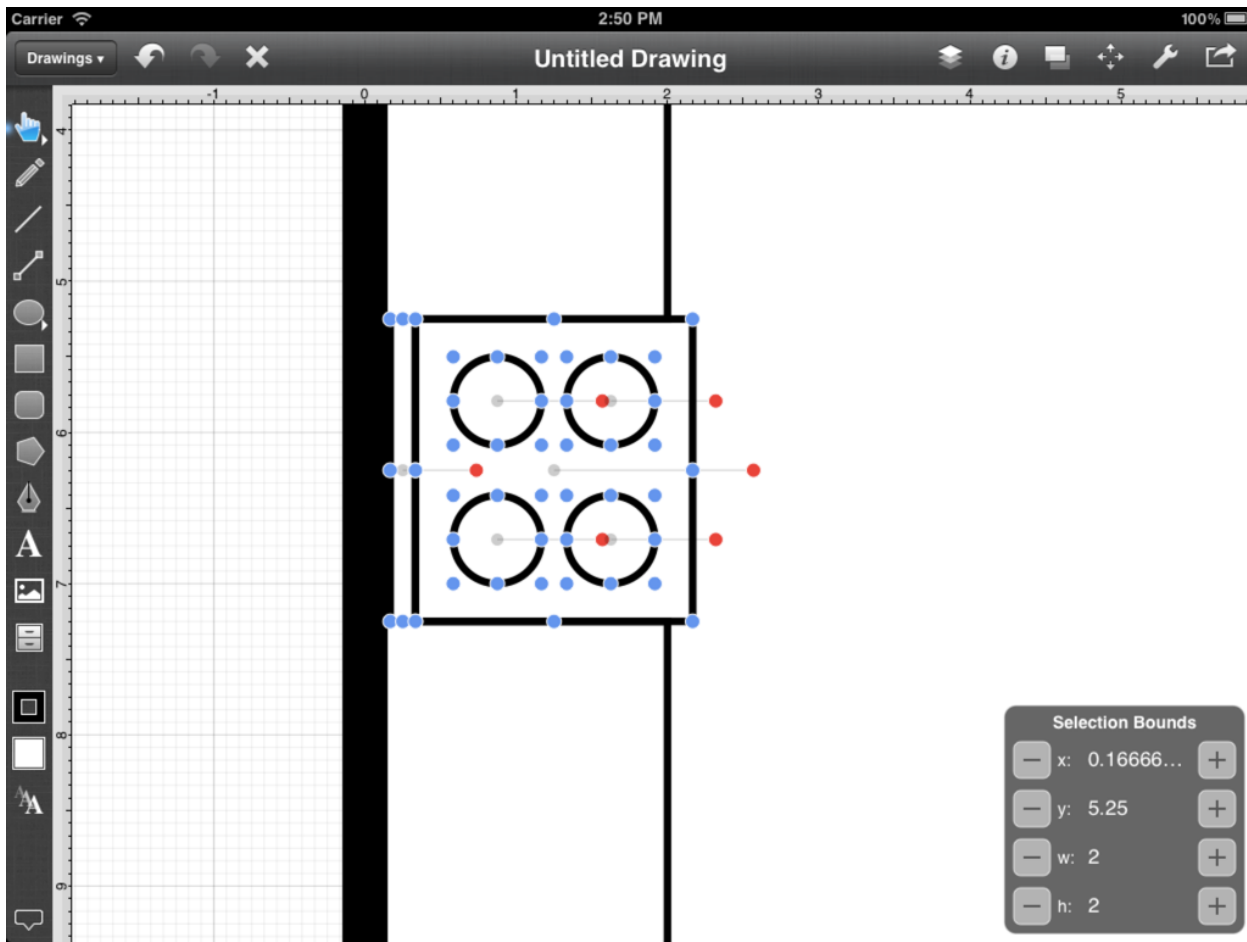 Carrier 2:50 PM 100%
Drawings ▾ Untitled Drawing
-1 0 1 2 3 4 5
4
5
6
7
8
9
A
AAA
Selection Bounds
− x: 0.16666... +
− y: 5.25 +
− w: 2 +
− h: 2 +